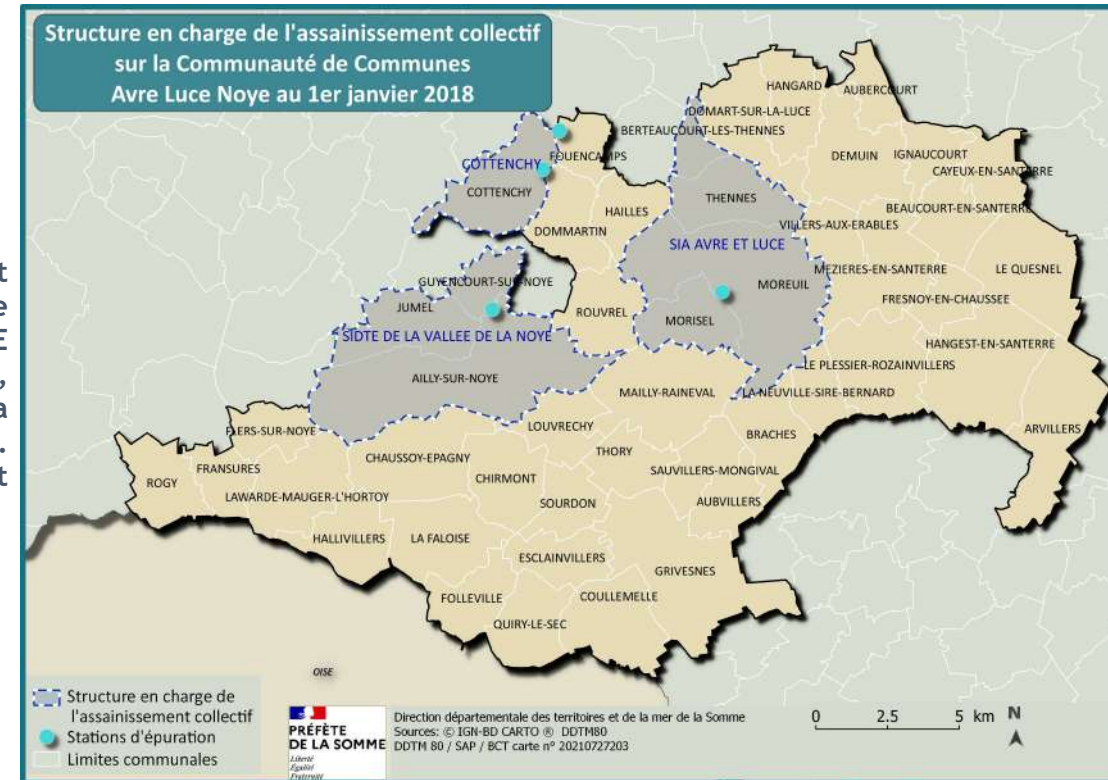 Structure en charge de l'assainissement collectif
sur la Communauté de Communes
Avre Luce Noye au 1er janvier 2018
t
e
E
,
a
.
t
HANGARD
AUBERCOURT
DOMART-SUR-LA-LUCE
BERTEAUCOURT-LES-THENNES
FOUENCAMPS
COTTENCHY
COTTENCHY
DEMUIN
IGNAUCOURT
CAYEUX-EN-SANTERRE
THENNES
BEAUCOURT-EN-SANTERRE
HAILLES
VILLERS-AUX-ERABLES
DOMMARTIN
SIA AVRE ET LUCE
MEZIERES-EN-SANTERRE
LE QUESNEL
GUYENCOURT-SUR-NOYE
MOREUIL
FRESNOY-EN-CHAUSSEE
JUMEL
ROUVREL
MORISEL
SIDTE DE LA VALLEE DE LA NOYE
HANGEST-EN-SANTERRE
LE PLESSIER-ROZAINVILLERS
AILLY-SUR-NOYE
MAILLY-RAINEVAL
LA-NEUVILLE-SIRE-BERNARD
LOUVRECHY
FLERS-SUR-NOYE
BRACHES
ARVILLERS
THORY
CHAUSSOY-EPAGNY
FRANSURES
SAUVILLERS-MONGIVAL
ROGY
CHIRMONT
LAWARDE-MAUGER-L'HORTOY
SOURDON
AUBVILLERS
HALLIVILLERS
LA FALOISE
ESCLAINVILLERS
GRIVESNES
FOLLEVILLE
COULLEMELLE
QUIRY-LE-SEC
OISE
Structure en charge de
l'assainissement collectif
Stations d'épuration
Limites communales
PRÉFÈTE
DE LA SOMME
Liberté
Égalité
Fraternité
Direction départementale des territoires et de la mer de la Somme
Sources: © IGN-BD CARTO ® DDTM80
DDTM 80 / SAP / BCT carte n° 20210727203
0 2.5 5 km
N